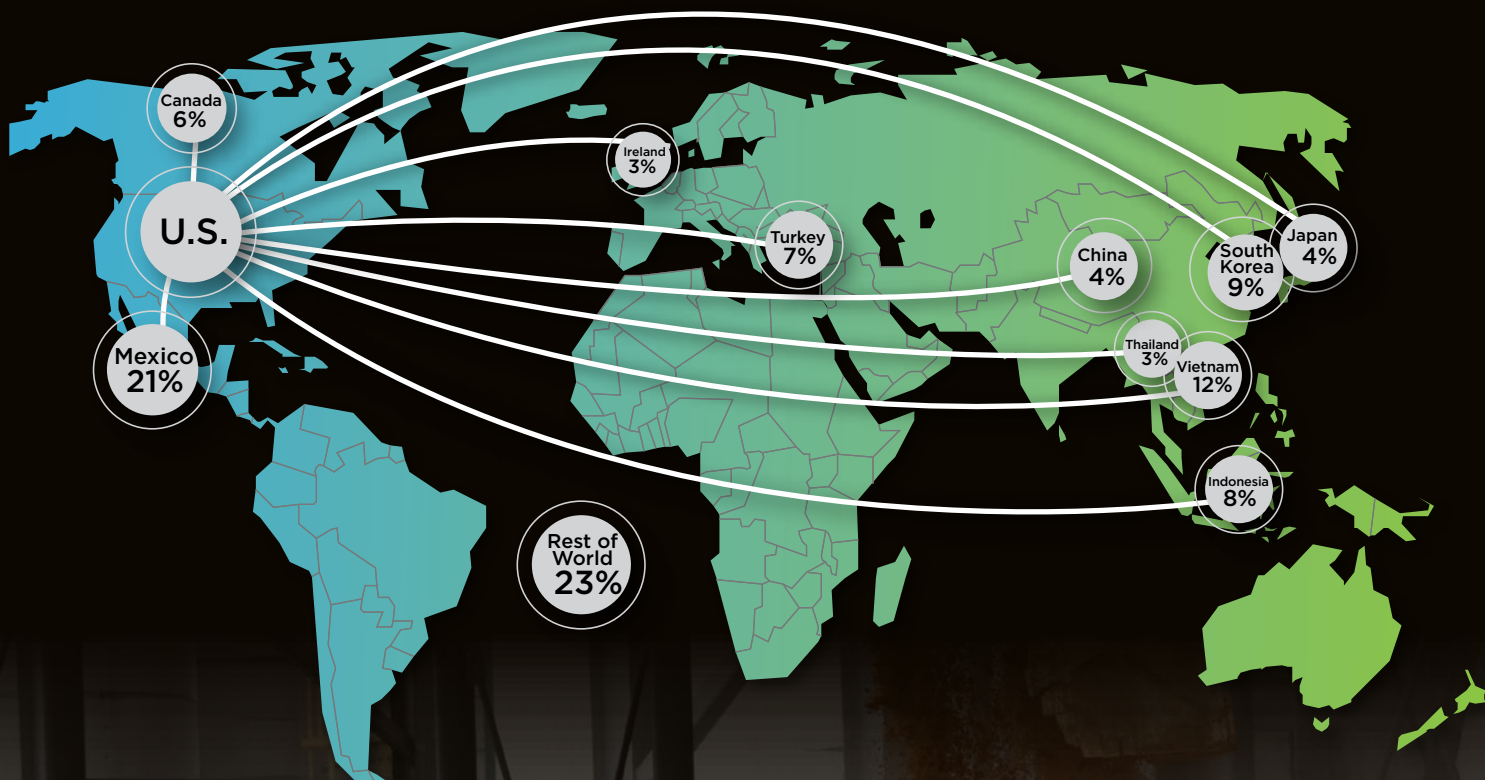 Canada
6%
U.S.
Mexico
21%
Ireland
3%
Turkey
7%
China
4%
South
Korea
9%
Japan
4%
Thailand
3%
Vietnam
12%
Indonesia
8%
Rest of
World
23%